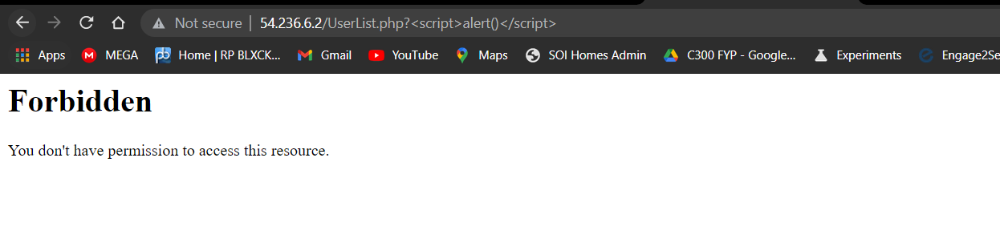 Not secure | 54.236.6.2/UserList.php?<script>alert()</script>
Apps MEGA Home | RP BLXCK... Gmail YouTube Maps SOI Homes Admin C300 FYP - Google... Experiments Engage2Se
Forbidden
You don't have permission to access this resource.